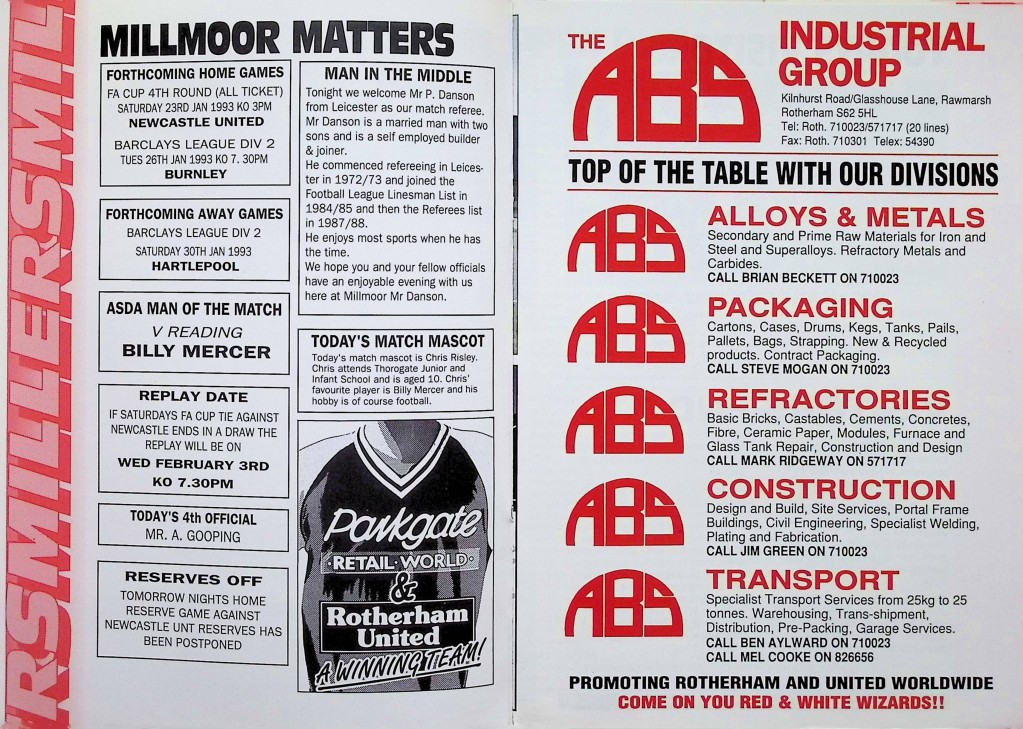 RSMILLERSMILLERSMIL
MILLMOOR MATTERS
FORTHCOMING HOME GAMES
FA CUP 4TH ROUND (ALL TICKET)
SATURDAY 23RD JAN 1993 KO 3PM
NEWCASTLE UNITED
BARCLAYS LEAGUE DIV 2
TUES 26TH JAN 1993 KO 7. 30PM
BURNLEY
FORTHCOMING AWAY GAMES
BARCLAYS LEAGUE DIV 2
SATURDAY 30TH JAN 1993
HARTLEPOOL
ASDA MAN OF THE MATCH
V READING
BILLY MERCER
REPLAY DATE
IF SATURDAYS FA CUP TIE AGAINST
NEWCASTLE ENDS IN A DRAW THE
REPLAY WILL BE ON
WED FEBRUARY 3RD
KO 7.30PM
TODAY'S 4th OFFICIAL
MR. A. GOOPING
RESERVES OFF
TOMORROW NIGHTS HOME
RESERVE GAME AGAINST
NEWCASTLE UNT RESERVES HAS
BEEN POSTPONED
MAN IN THE MIDDLE
Tonight we welcome Mr P. Danson
from Leicester as our match referee.
Mr Danson is a married man with two
sons and is a self employed builder
& joiner.
He commenced refereeing in Leices-
ter in 1972/73 and joined the
Football League Linesman List in
1984/85 and then the Referees list
in 1987/88.
He enjoys most sports when he has
the time.
We hope you and your fellow officials
have an enjoyable evening with us
here at Millmoor Mr Danson.
TODAY'S MATCH MASCOT
Today's match mascot is Chris Risley.
Chris attends Thorogate Junior and
Infant School and is aged 10. Chris'
favourite player is Billy Mercer and his
hobby is of course football.
Parkgate
·RETAIL·WORLD·
&
Rotherham
United
A WINNING TEAM!
THE ABS INDUSTRIAL
GROUP
Kilnhurst Road/Glasshouse Lane, Rawmarsh
Rotherham S62 5HL
Tel: Roth. 710023/571717 (20 lines)
Fax: Roth. 710301 Telex: 54390
TOP OF THE TABLE WITH OUR DIVISIONS
ABS
ALLOYS & METALS
Secondary and Prime Raw Materials for Iron and
Steel and Superalloys. Refractory Metals and
Carbides.
CALL BRIAN BECKETT ON 710023
ABS
PACKAGING
Cartons, Cases, Drums, Kegs, Tanks, Pails,
Pallets, Bags, Strapping. New & Recycled
products. Contract Packaging.
CALL STEVE MOGAN ON 710023
ABS
REFRACTORIES
Basic Bricks, Castables, Cements, Concretes,
Fibre, Ceramic Paper, Modules, Furnace and
Glass Tank Repair, Construction and Design
CALL MARK RIDGEWAY ON 571717
ABS
CONSTRUCTION
Design and Build, Site Services, Portal Frame
Buildings, Civil Engineering, Specialist Welding,
Plating and Fabrication.
CALL JIM GREEN ON 710023
ABS
TRANSPORT
Specialist Transport Services from 25kg to 25
tonnes. Warehousing, Trans-shipment,
Distribution, Pre-Packing, Garage Services.
CALL BEN AYLWARD ON 710023
CALL MEL COOKE ON 826656
PROMOTING ROTHERHAM AND UNITED WORLDWIDE
COME ON YOU RED & WHITE WIZARDS!!